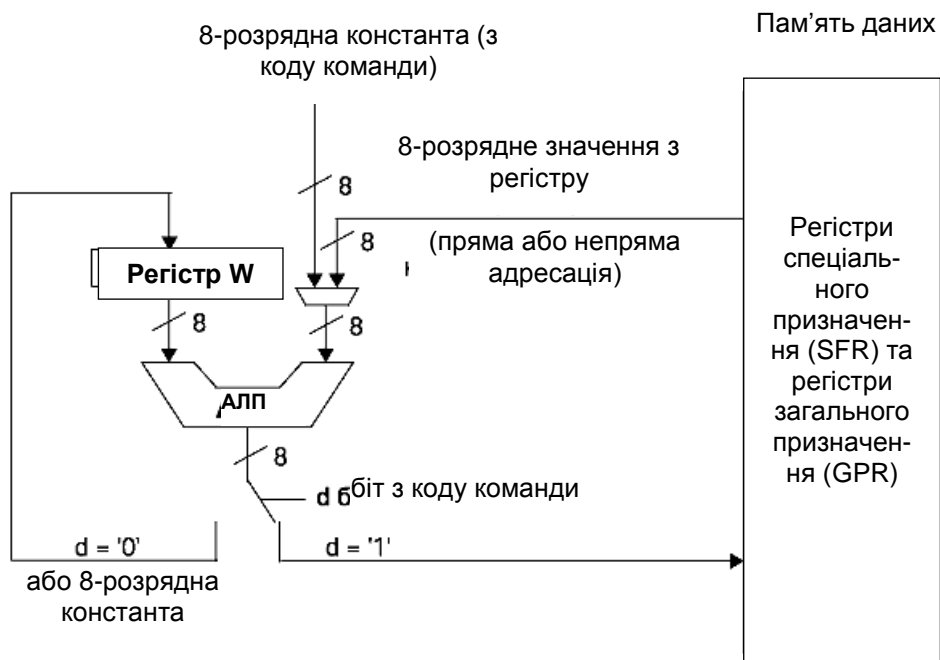 Пам’ять даних
8-розрядна константа (з
коду команди)
8-розрядне значення з
регістру
8
8
(пряма або непряма
адресація)
Регістр W
8
8
АЛП
8
d б біт з коду команди
d = '0'
d = '1'
або 8-розрядна
константа
Регістри
спеціаль-
ного
призначен-
ня (SFR) та
регістри
загального
призначен-
ня (GPR)